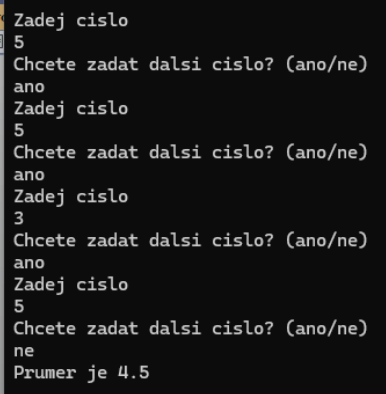 Zadej cislo
5
Chcete zadat dalsi cislo? (ano/ne)
ano
Zadej cislo
5
Chcete zadat dalsi cislo? (ano/ne)
ano
Zadej cislo
3
Chcete zadat dalsi cislo? (ano/ne)
ano
Zadej cislo
5
Chcete zadat dalsi cislo? (ano/ne)
ne
Prumer je 4.5